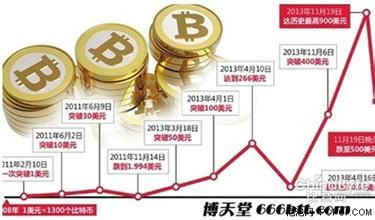 2013年11月19日
达历史最高900美元
2013年11月6日
突破400美元
2013年4月10日
达到266美元
2011年6月9日
突破30美元
2013年4月1日
突破100美元
2013年3月18日
突破50美元
2011年6月2日
突破10美元
11月19日晚
跌至500美元
2011年11月14日
跌到1.994美元
011年2月10日
一次突破1美元
2013年4月16日
08年 1美元=1300个比特币
博天堂 666btt.com